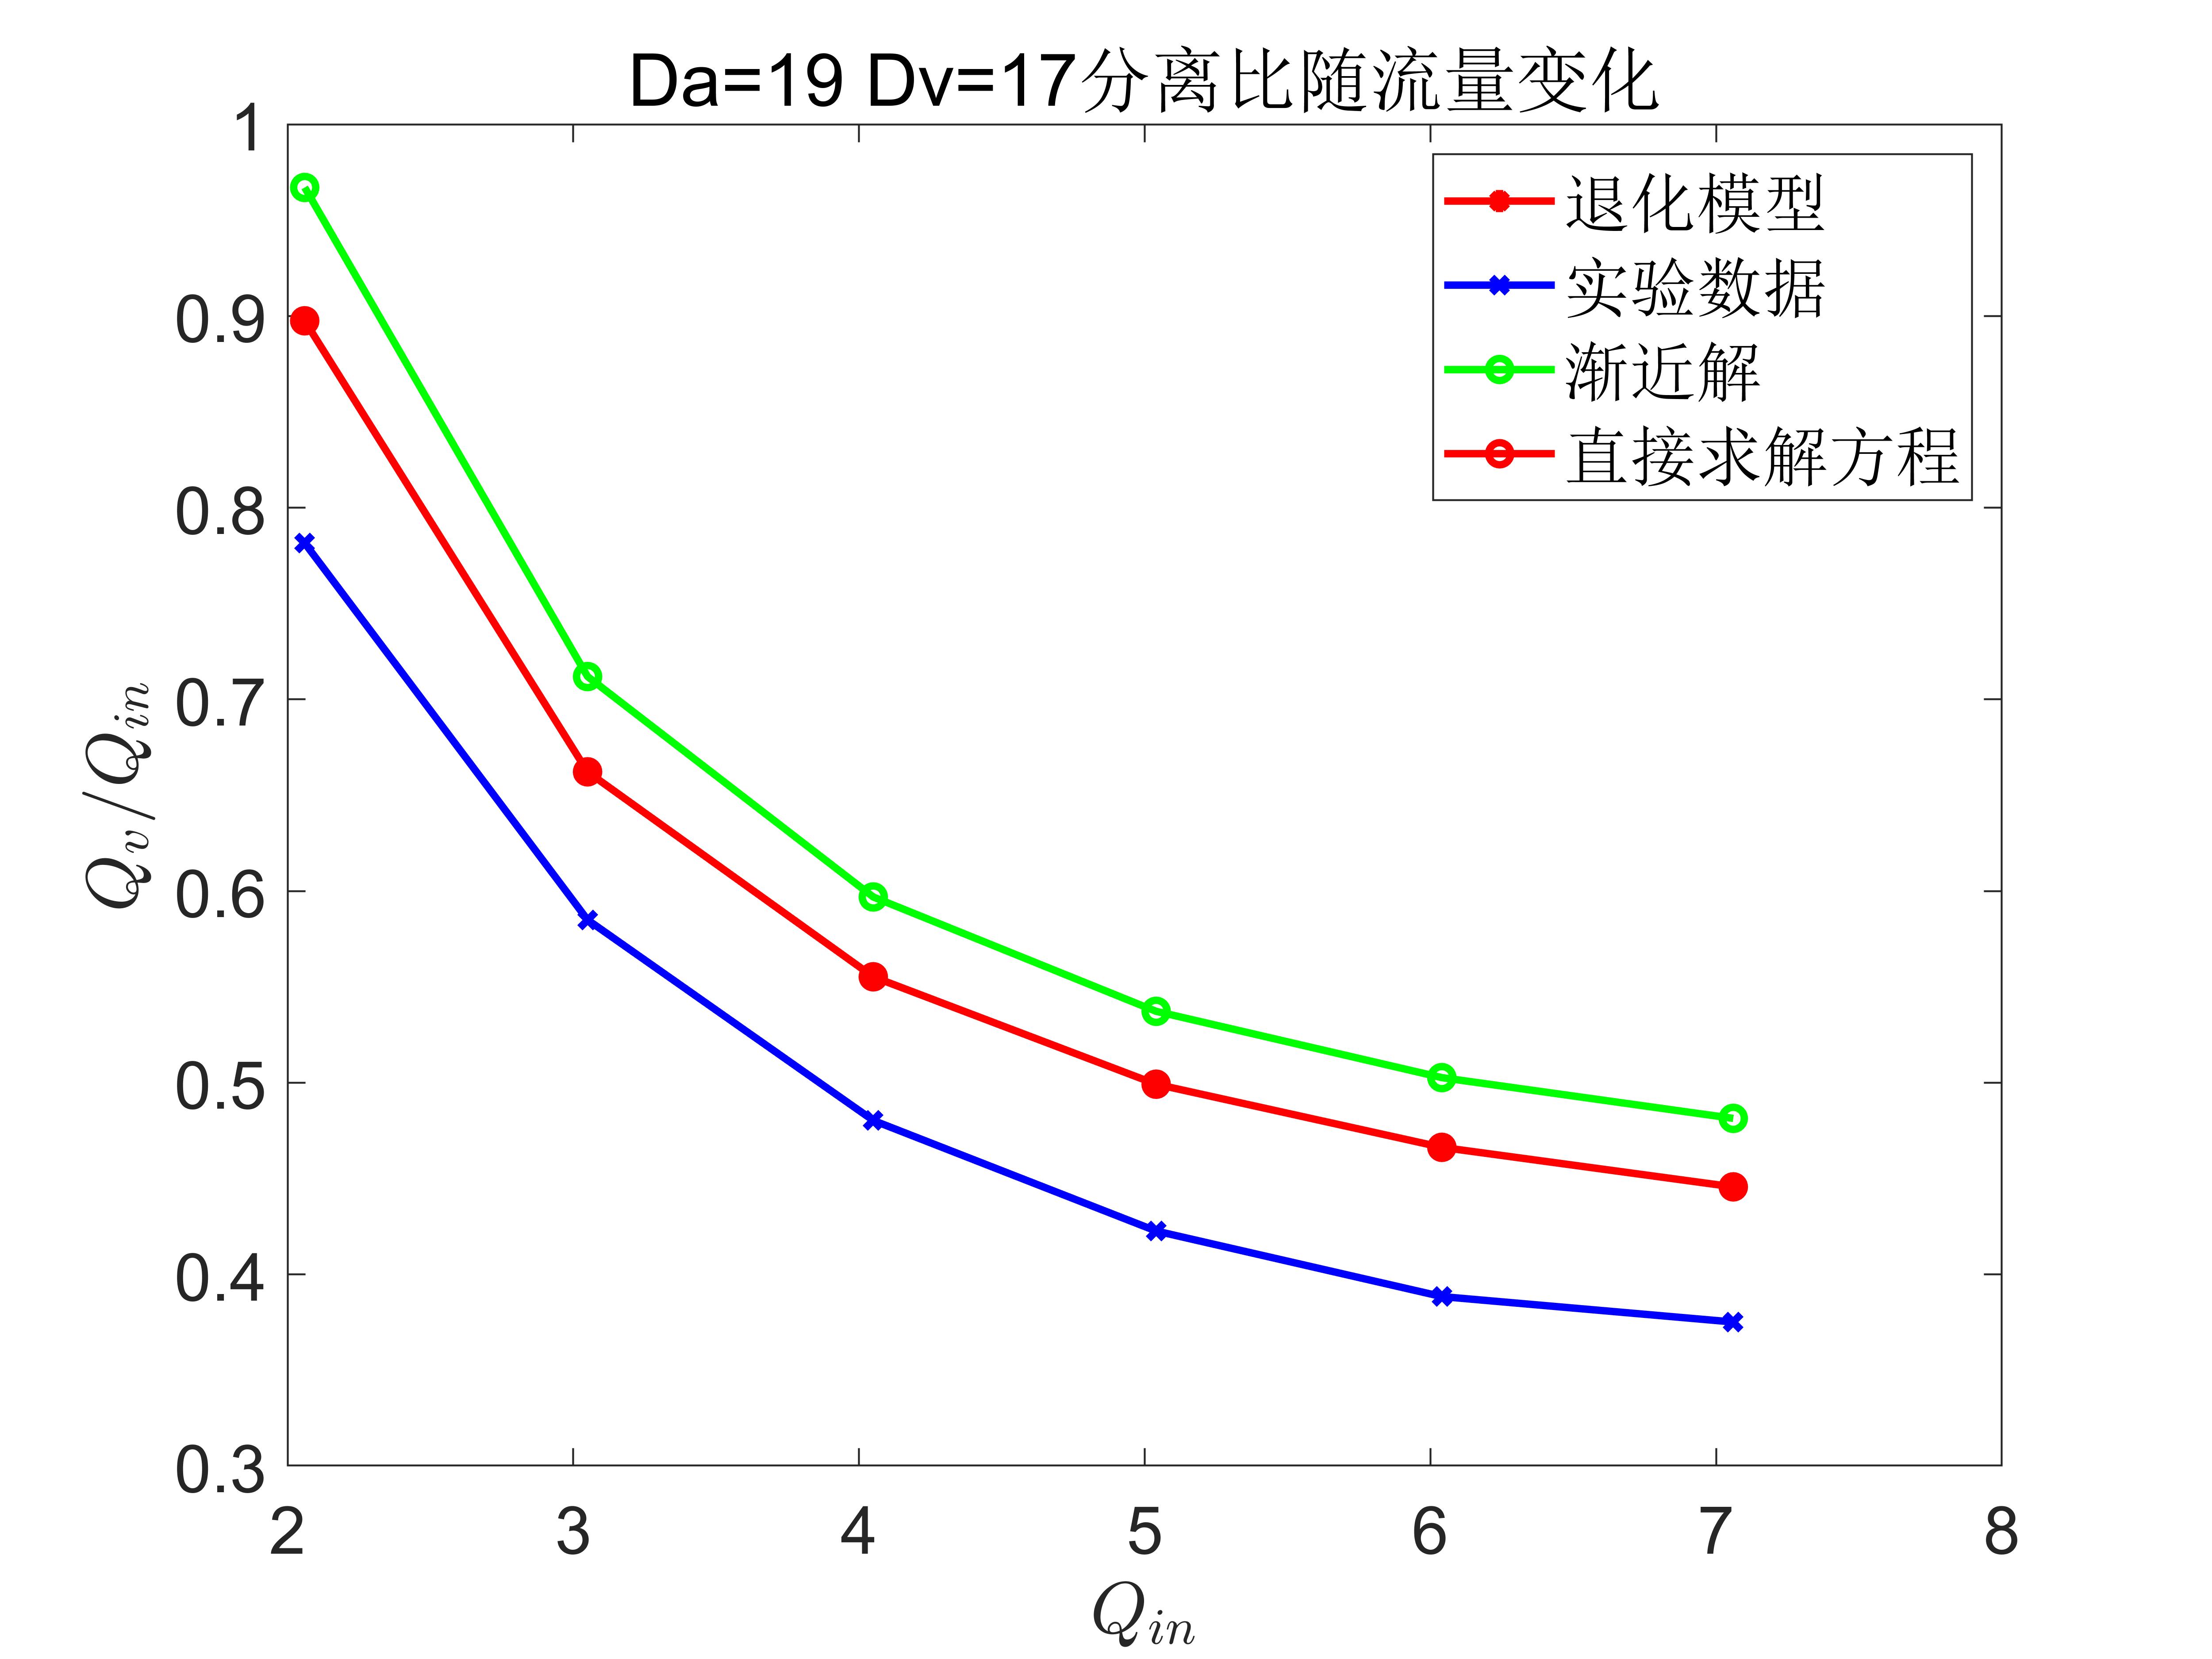 Da=19 Dv=17分离比随流量变化
1
0.9
0.8
0.7
0.6
0.5
0.4
0.3
Q_v/Q_in
退化模型
实验数据
渐近解
直接求解方程
2 3 4 5 6 7 8
Q_in